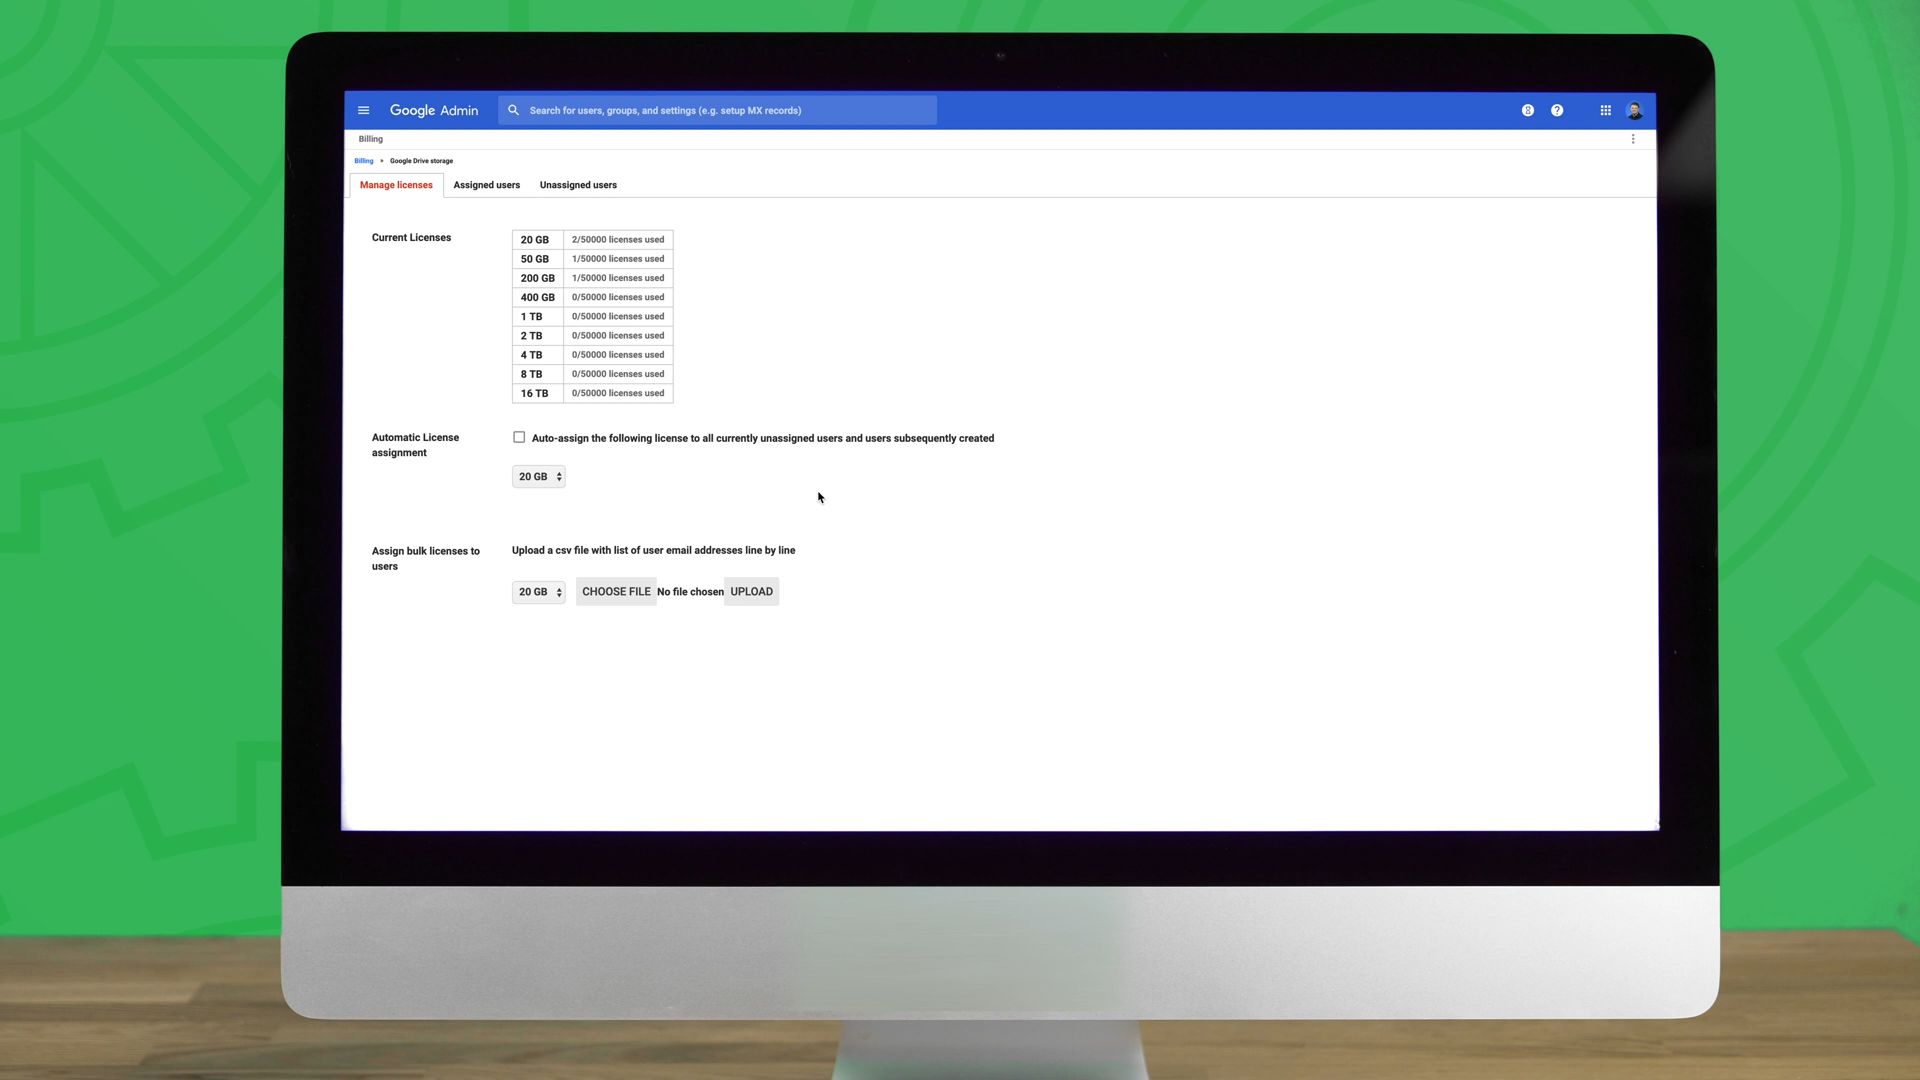 Google Admin
Search for users, groups, and settings (e.g. setup MX records)
Billing
Billing > Google Drive storage
Manage licenses
Assigned users
Unassigned users
Current Licenses
20 GB 2/50000 licenses used
50 GB 1/50000 licenses used
200 GB 1/50000 licenses used
400 GB 0/50000 licenses used
1 TB 0/50000 licenses used
2 TB 0/50000 licenses used
4 TB 0/50000 licenses used
8 TB 0/50000 licenses used
16 TB 0/50000 licenses used
Automatic License
assignment
Auto-assign the following license to all currently unassigned users and users subsequently created
20 GB
Assign bulk licenses to
users
Upload a csv file with list of user email addresses line by line
20 GB CHOOSE FILE No file chosen UPLOAD